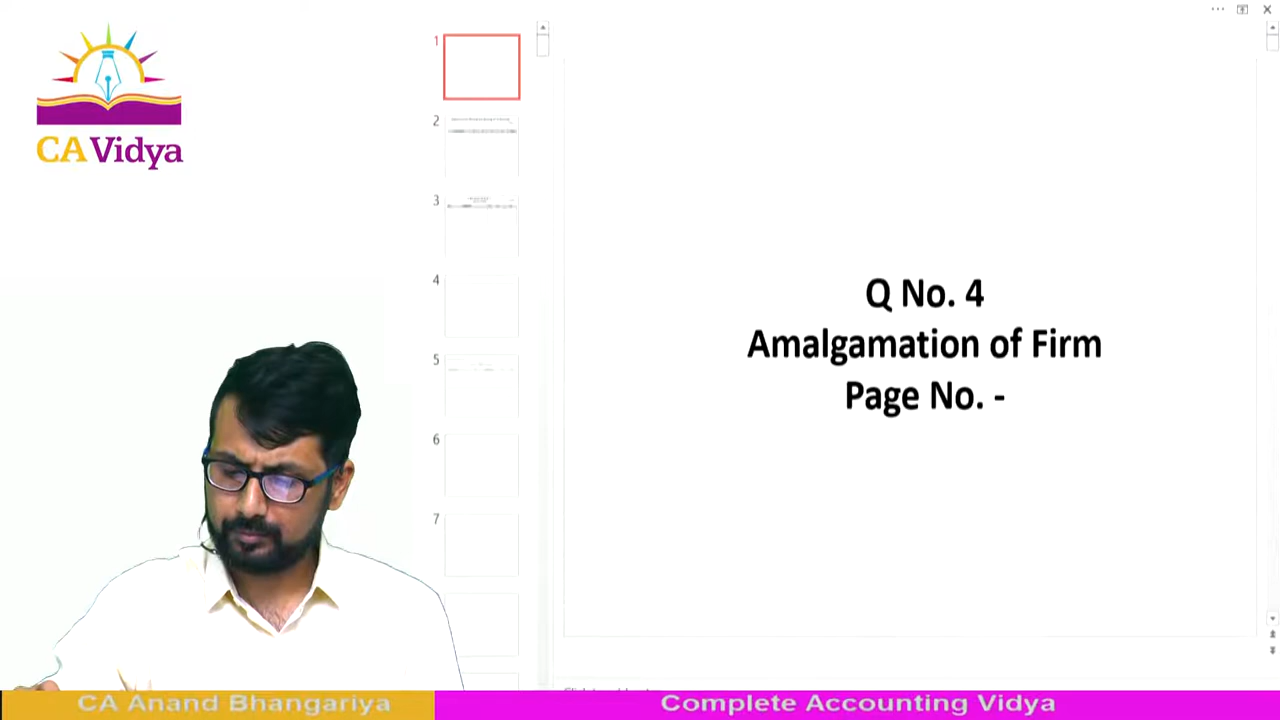 CA Vidya
1
2
3
4
5
6
7
Q No. 4
Amalgamation of Firm
Page No. -
CA Anand Bhangariya
Complete Accounting Vidya